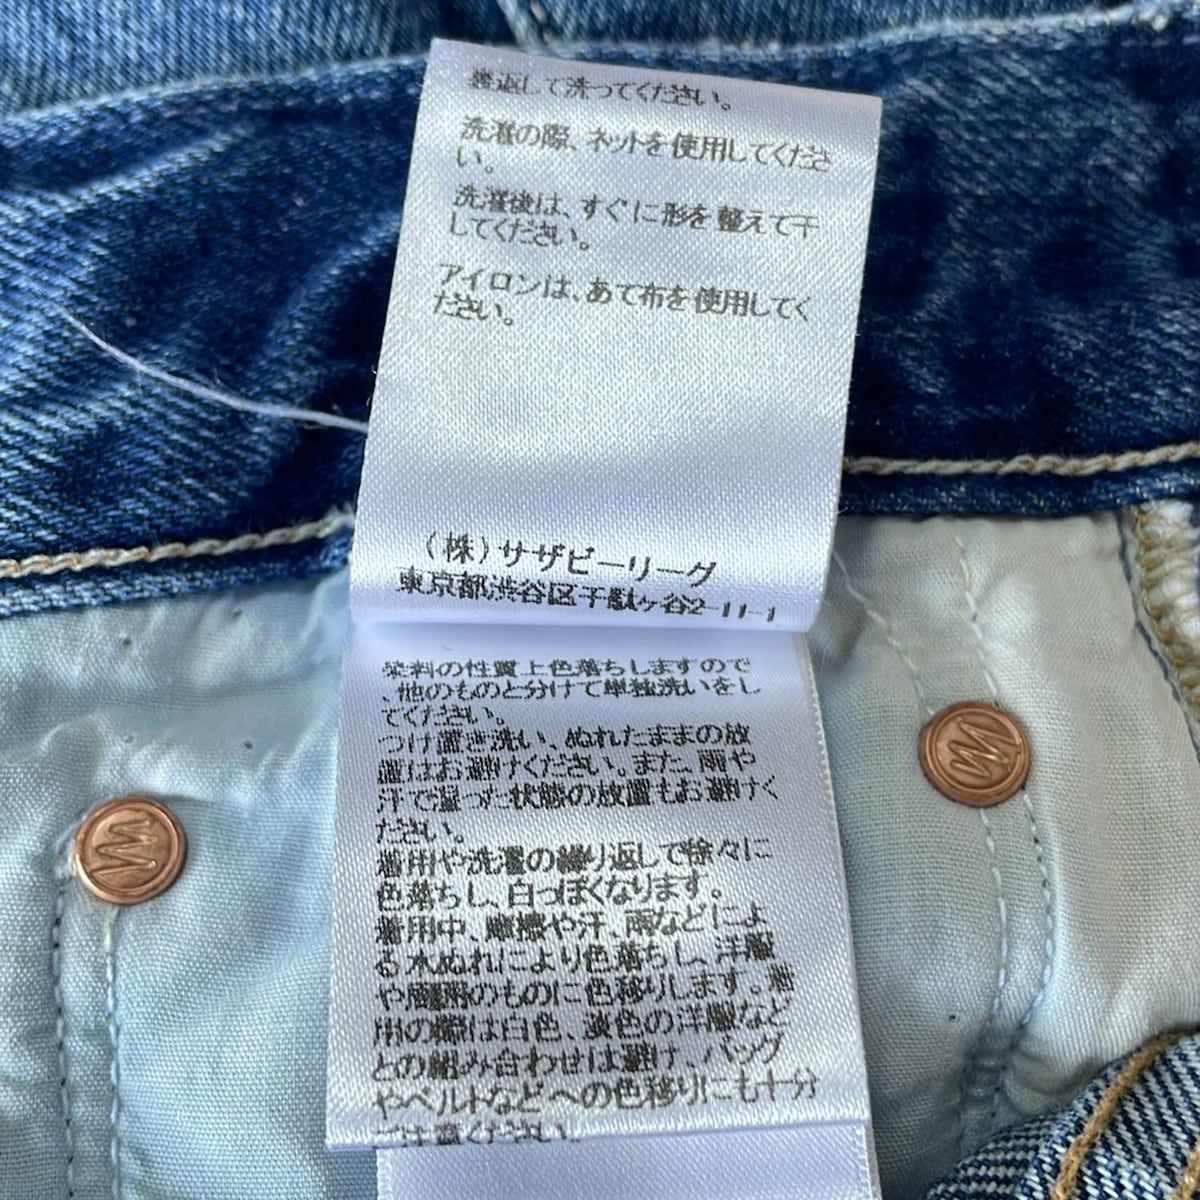 裏返して洗ってください。
洗濯の際、ネットを使用してくださ
い。
洗濯後は、すぐに形を整えて干
してください。
アイロンは、あて布を使用してく
ださい。
(株)サザビーリーグ
東京都渋谷区千駄ヶ谷2-11-1
染料の性質上色落ちしますので
、他のものと分けて単独洗いをし
てください。
つけ置き洗い、ぬれたままの放
置はお避けください。また、雨や
汗で湿った状態の放置もお避けく
ださい。
着用や洗濯の繰り返しで徐々に
色落ちし、白っぽくなります。
着用中、摩擦や汗、雨などによ
る水ぬれにより色落ちし、洋服
や周囲のものに色移りします。着
用の際は白色、淡色の洋服など
との組み合わせは避け、バッグ
やベルトなどへの色移りにも十分
ご注意ください。